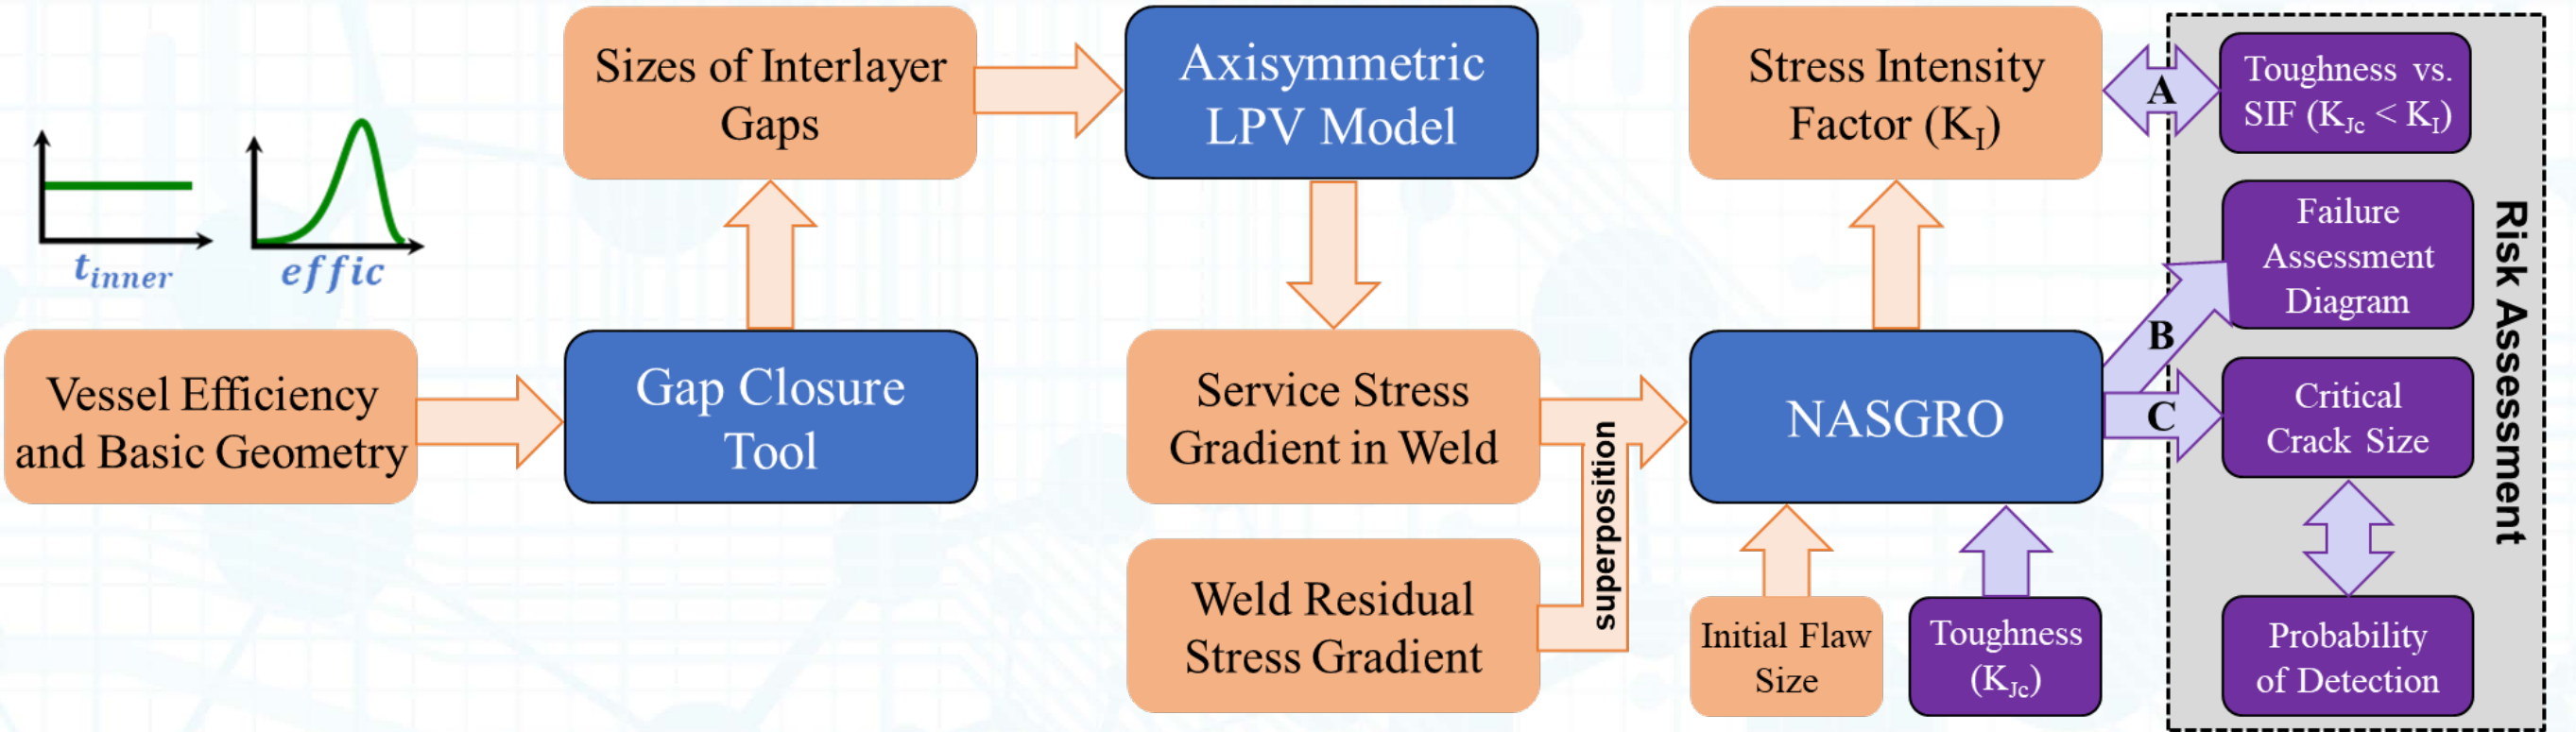 t_inner
effic
Vessel Efficiency
and Basic Geometry
Sizes of Interlayer
Gaps
Gap Closure
Tool
Axisymmetric
LPV Model
Service Stress
Gradient in Weld
Weld Residual
Stress Gradient
superposition
Stress Intensity
Factor (K_I)
NASGRO
Initial Flaw
Size
Toughness
(K_Jc)
A
B
C
Toughness vs.
SIF (K_Jc < K_I)
Failure
Assessment
Diagram
Critical
Crack Size
Probability
of Detection
Risk Assessment